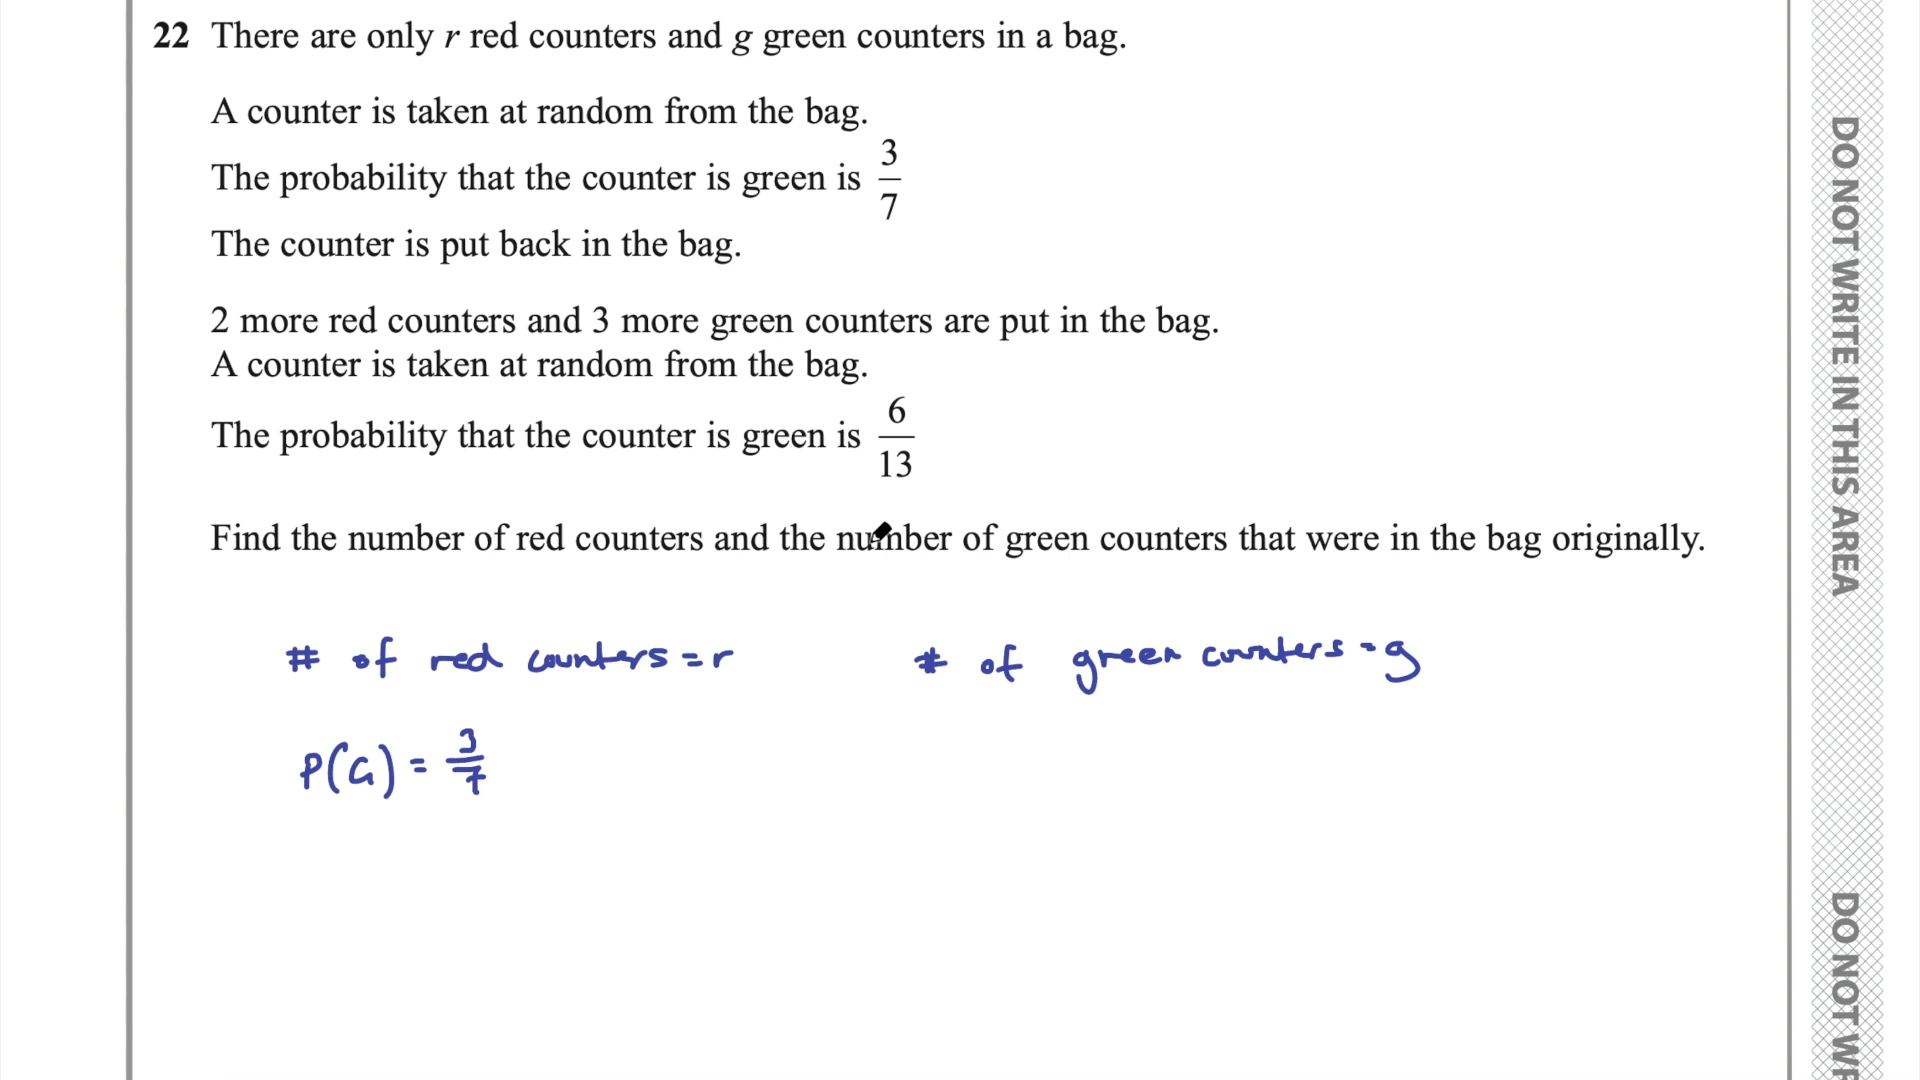 22 There are only r red counters and g green counters in a bag.
A counter is taken at random from the bag.
The probability that the counter is green is 3/7
The counter is put back in the bag.
2 more red counters and 3 more green counters are put in the bag.
A counter is taken at random from the bag.
The probability that the counter is green is 6/13
Find the number of red counters and the number of green counters that were in the bag originally.
# of red counters = r # of green counters = g
P(G) = 3/7
DO NOT WRITE IN THIS AREA
DO NOT WR